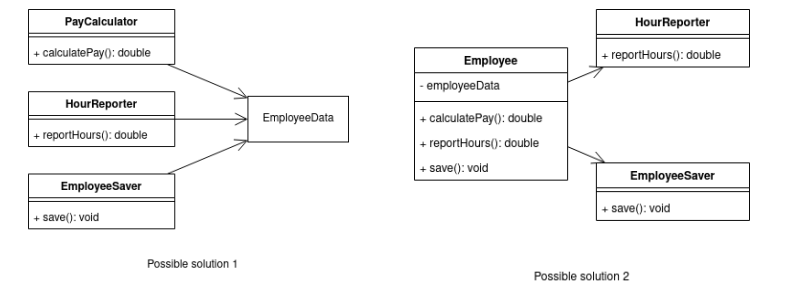 PayCalculator
+ calculatePay(): double
HourReporter
+ reportHours(): double
EmployeeSaver
+ save(): void
EmployeeData
Possible solution 1
Employee
- employeeData
+ calculatePay(): double
+ reportHours(): double
+ save(): void
HourReporter
+ reportHours(): double
EmployeeSaver
+ save(): void
Possible solution 2